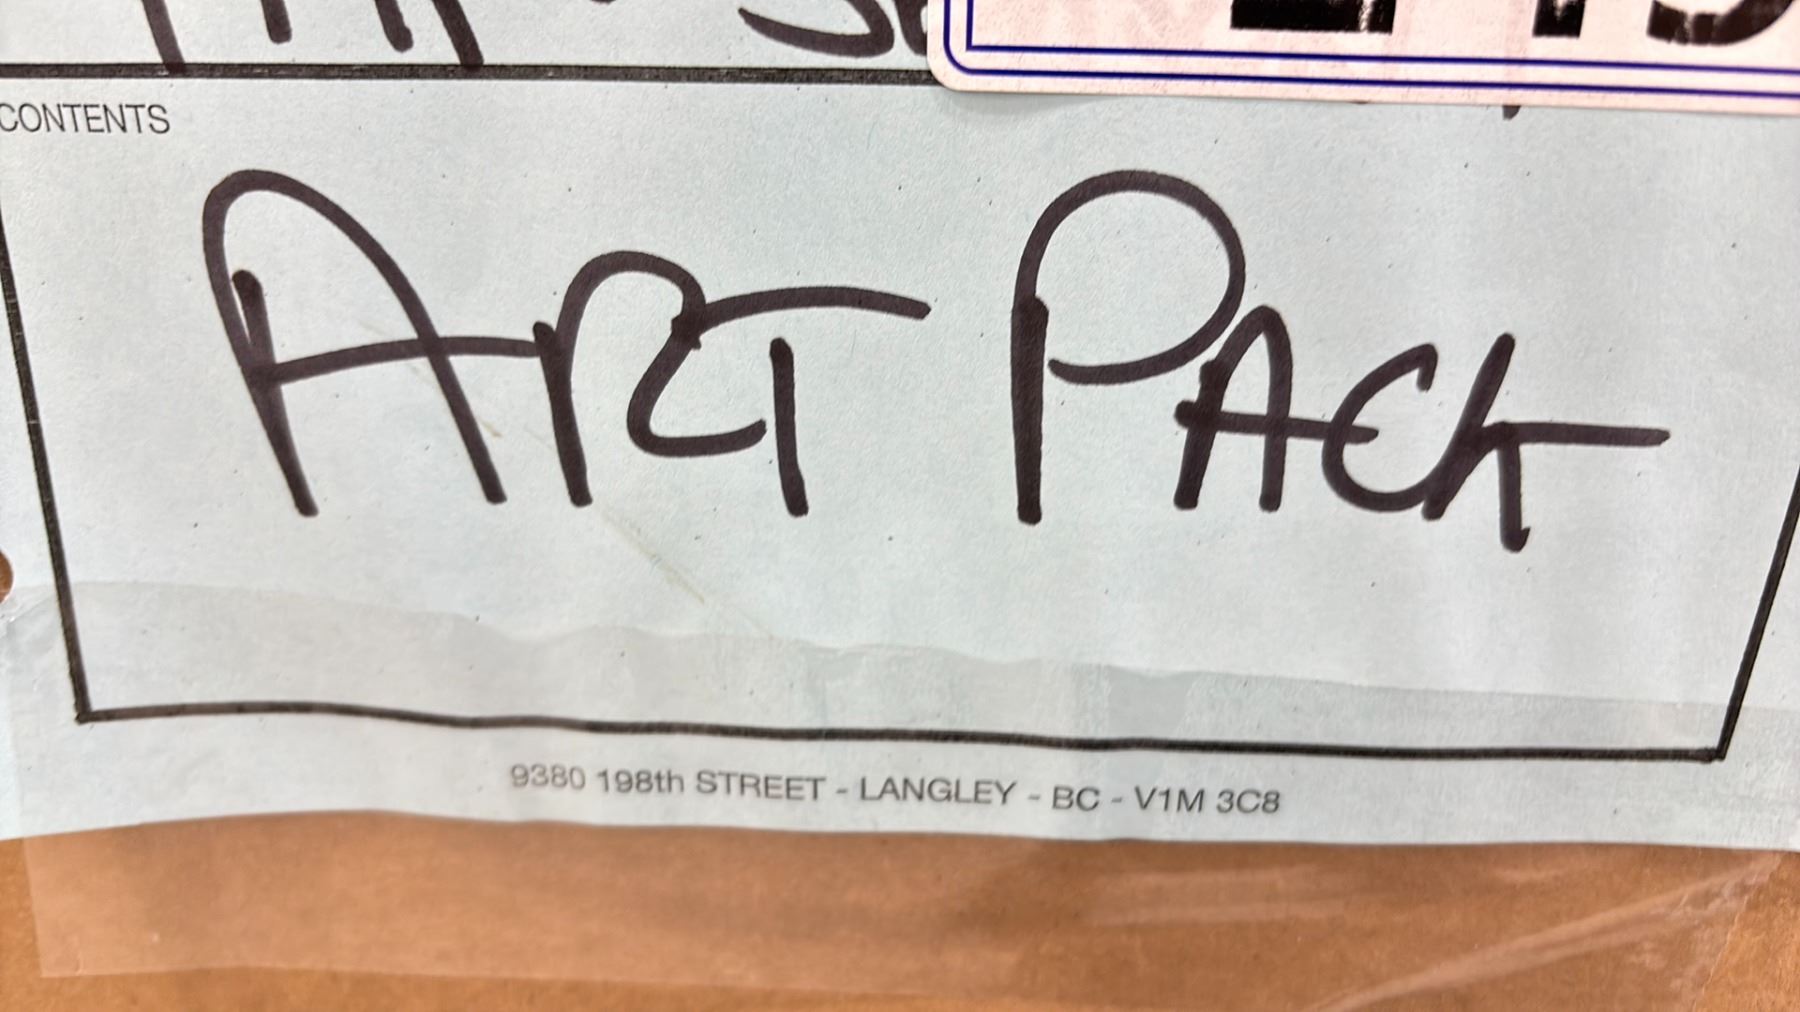 CONTENTS
ART PACK
9380 198th STREET - LANGLEY - BC - V1M 3C8